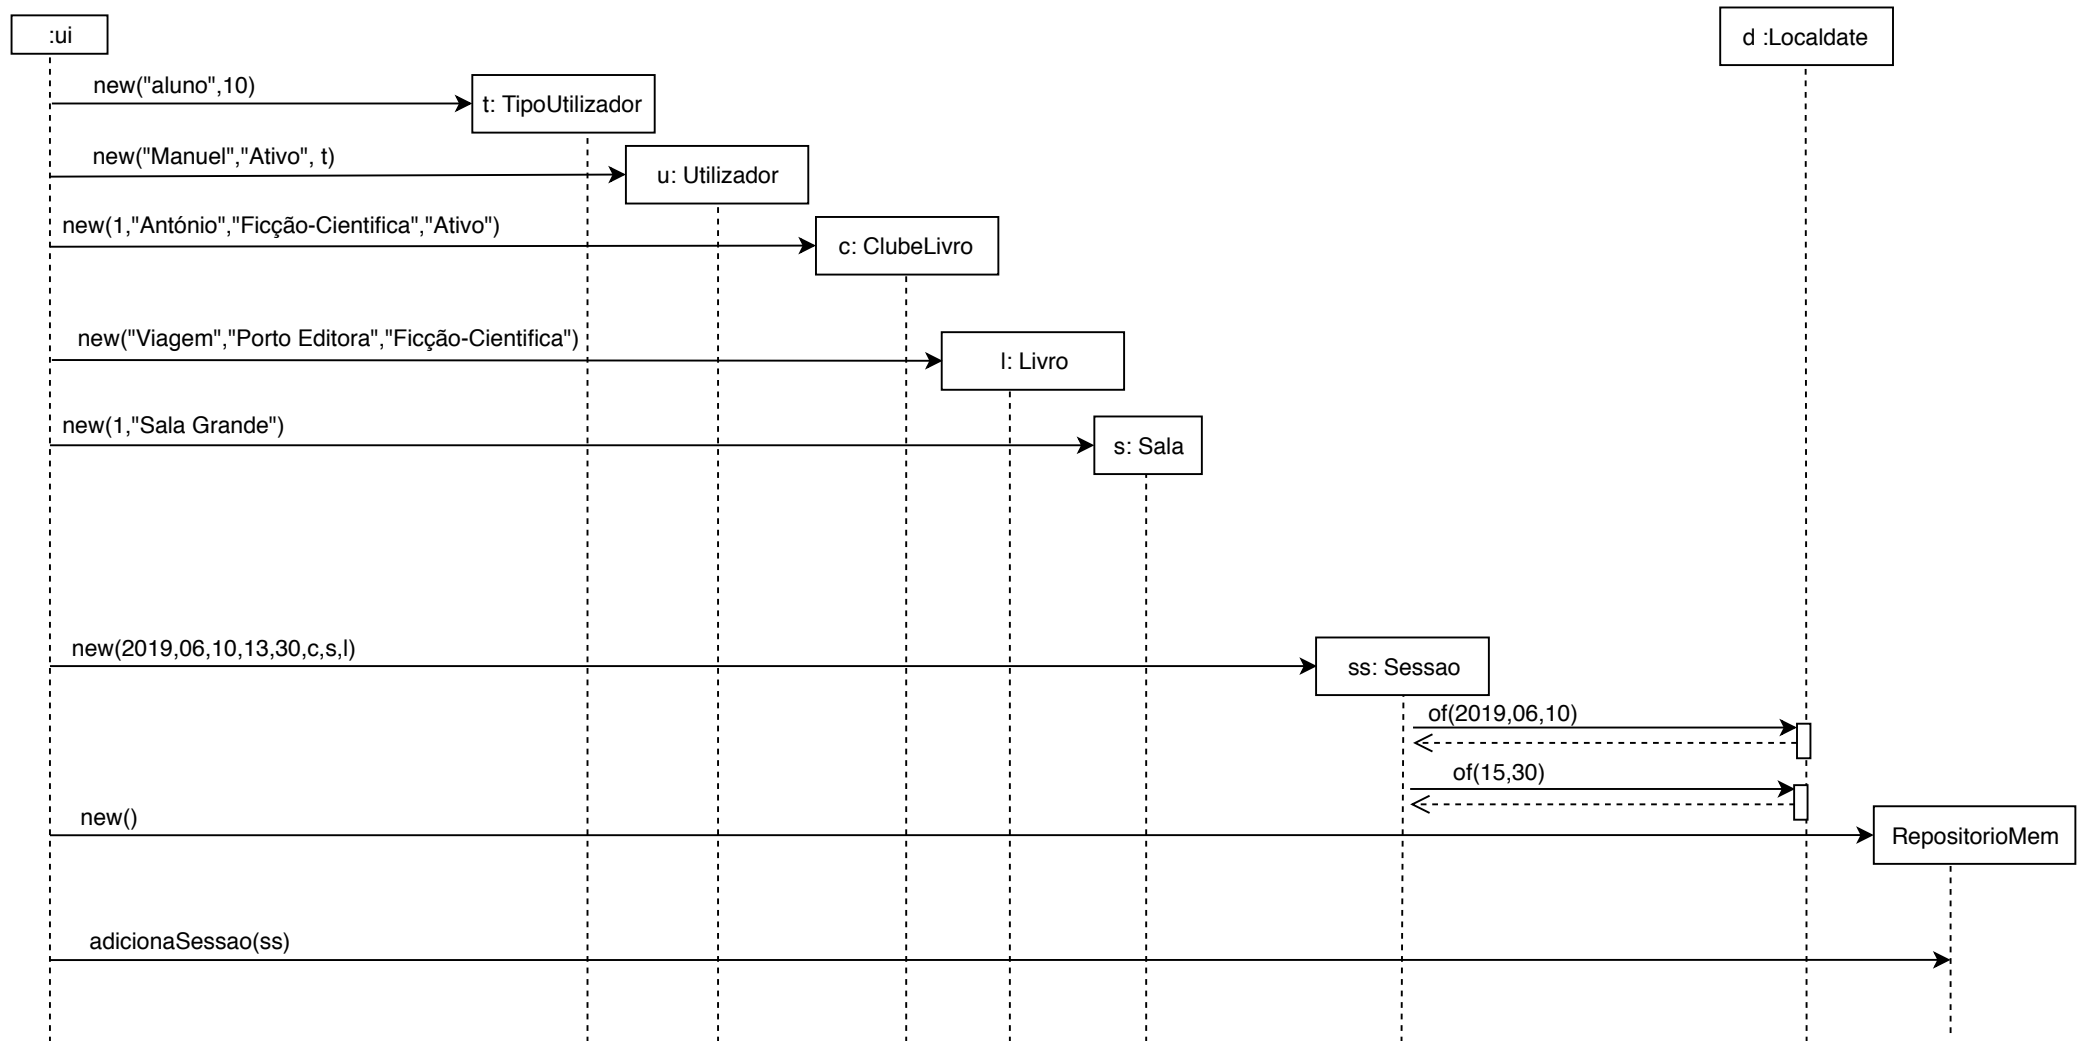 :ui
d :Localdate
new("aluno",10)
t: TipoUtilizador
new("Manuel","Ativo", t)
u: Utilizador
new(1,"António","Ficção-Cientifica","Ativo")
c: ClubeLivro
new("Viagem","Porto Editora","Ficção-Cientifica")
l: Livro
new(1,"Sala Grande")
s: Sala
new(2019,06,10,13,30,c,s,l)
ss: Sessao
of(2019,06,10)
of(15,30)
new()
RepositorioMem
adicionaSessao(ss)